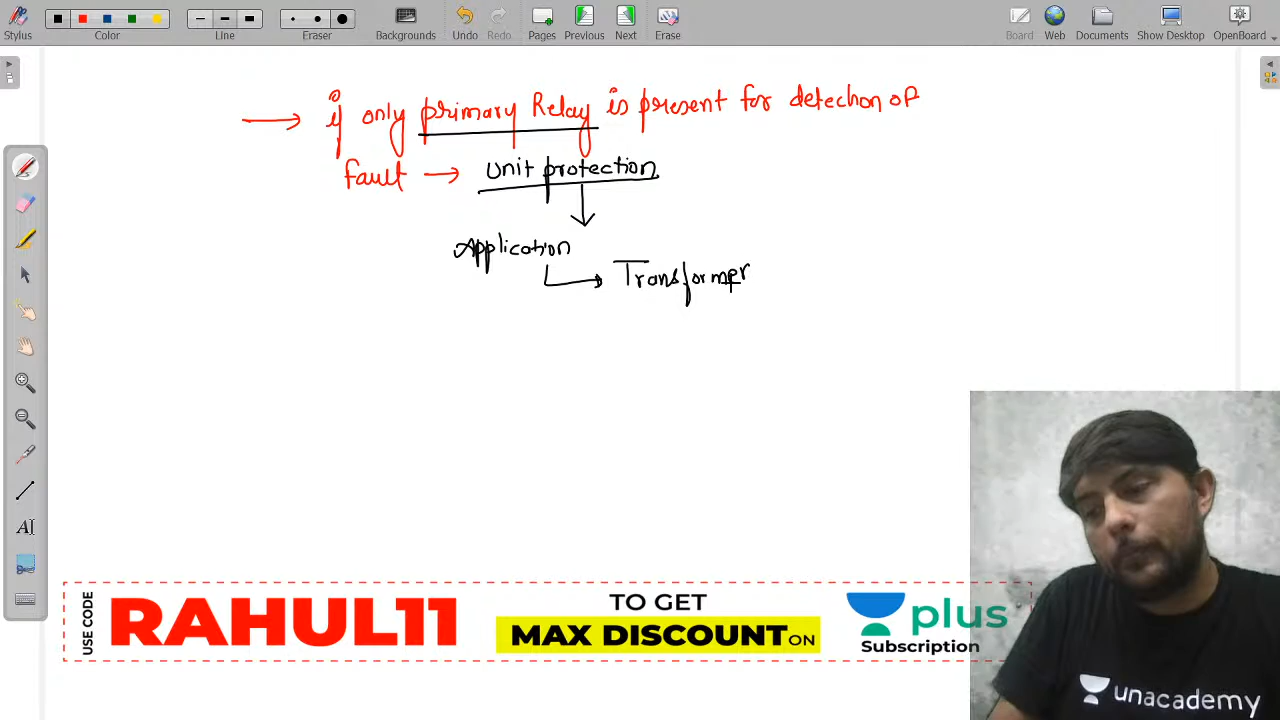 Stylus
Color
Line
Eraser
Backgrounds
Undo
Redo
Pages
Previous
Next
Erase
Board
Web
Documents
Show Desktop
OpenBoard
→ if only primary Relay is present for detection of
fault → Unit protection
Application
Transformer
USE CODE
RAHUL11
TO GET
MAX DISCOUNT ON
plus
Subscription
unacademy